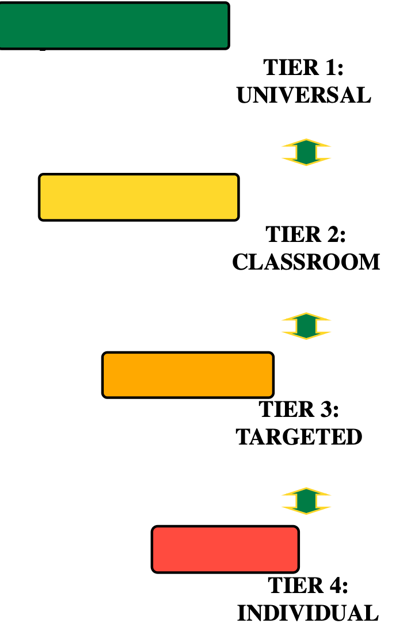 TIER 1:
UNIVERSAL
TIER 2:
CLASSROOM
TIER 3:
TARGETED
TIER 4:
INDIVIDUAL